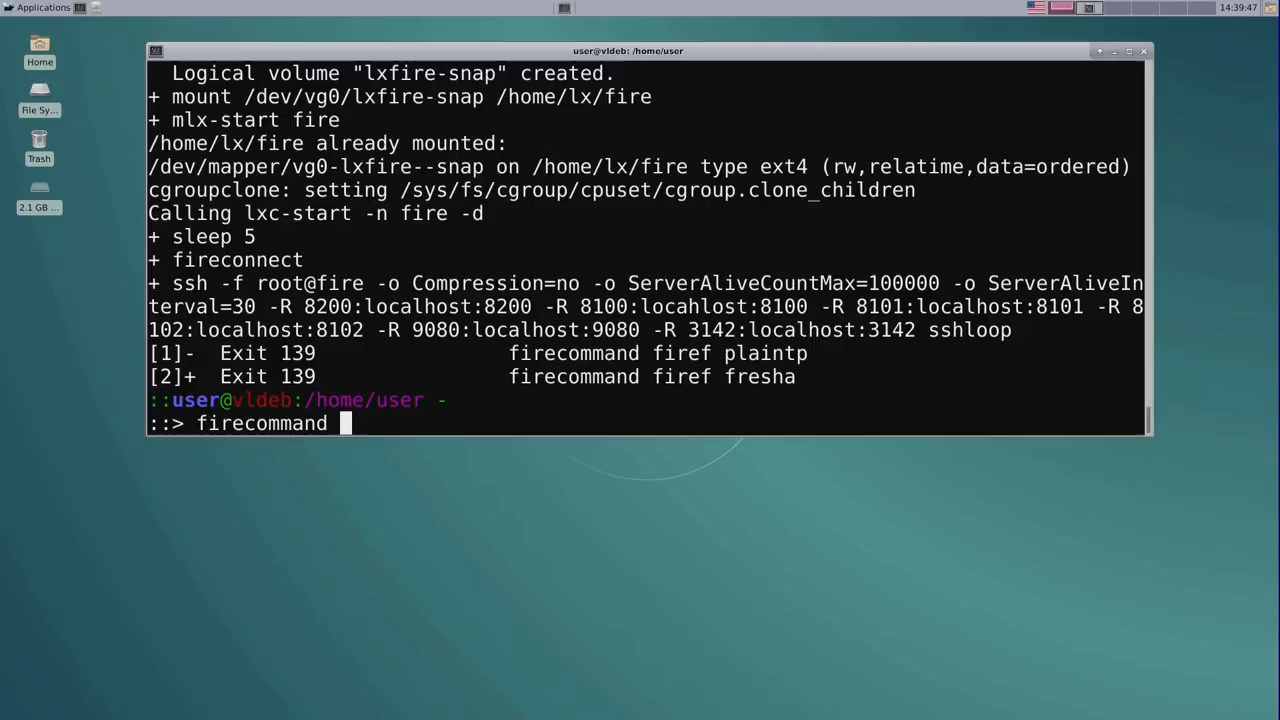 Applications
14:39:47
Home
File Sy...
Trash
2.1 GB ...
user@vldeb: /home/user
Logical volume "lxfire-snap" created.
+ mount /dev/vg0/lxfire-snap /home/lx/fire
+ mlx-start fire
/home/lx/fire already mounted:
/dev/mapper/vg0-lxfire--snap on /home/lx/fire type ext4 (rw,relatime,data=ordered)
cgroupclone: setting /sys/fs/cgroup/cpuset/cgroup.clone_children
Calling lxc-start -n fire -d
+ sleep 5
+ fireconnect
+ ssh -f root@fire -o Compression=no -o ServerAliveCountMax=100000 -o ServerAliveIn
terval=30 -R 8200:localhost:8200 -R 8100:locahlost:8100 -R 8101:localhost:8101 -R 8
102:localhost:8102 -R 9080:localhost:9080 -R 3142:localhost:3142 sshloop
[1]- Exit 139 firecommand firef plaintp
[2]+ Exit 139 firecommand firef fresha
::user@vldeb:/home/user -
::> firecommand